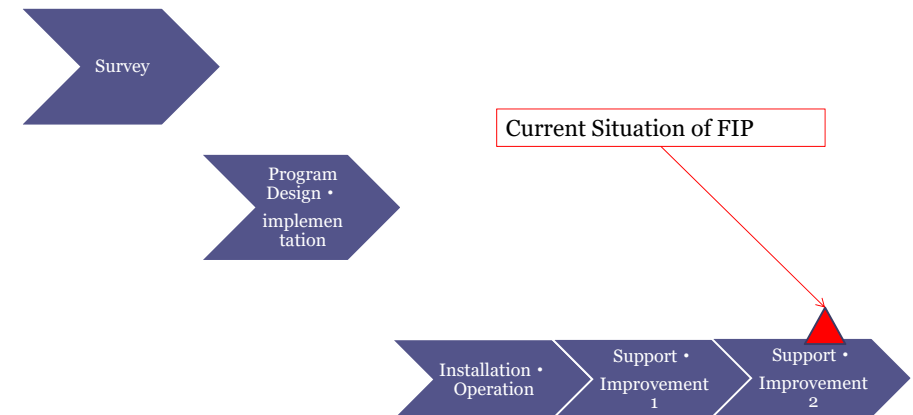 Survey
Current Situation of FIP
Program
Design・
implemen
tation
Installation・
Operation
Support・
Improvement
1
Support・
Improvement
2